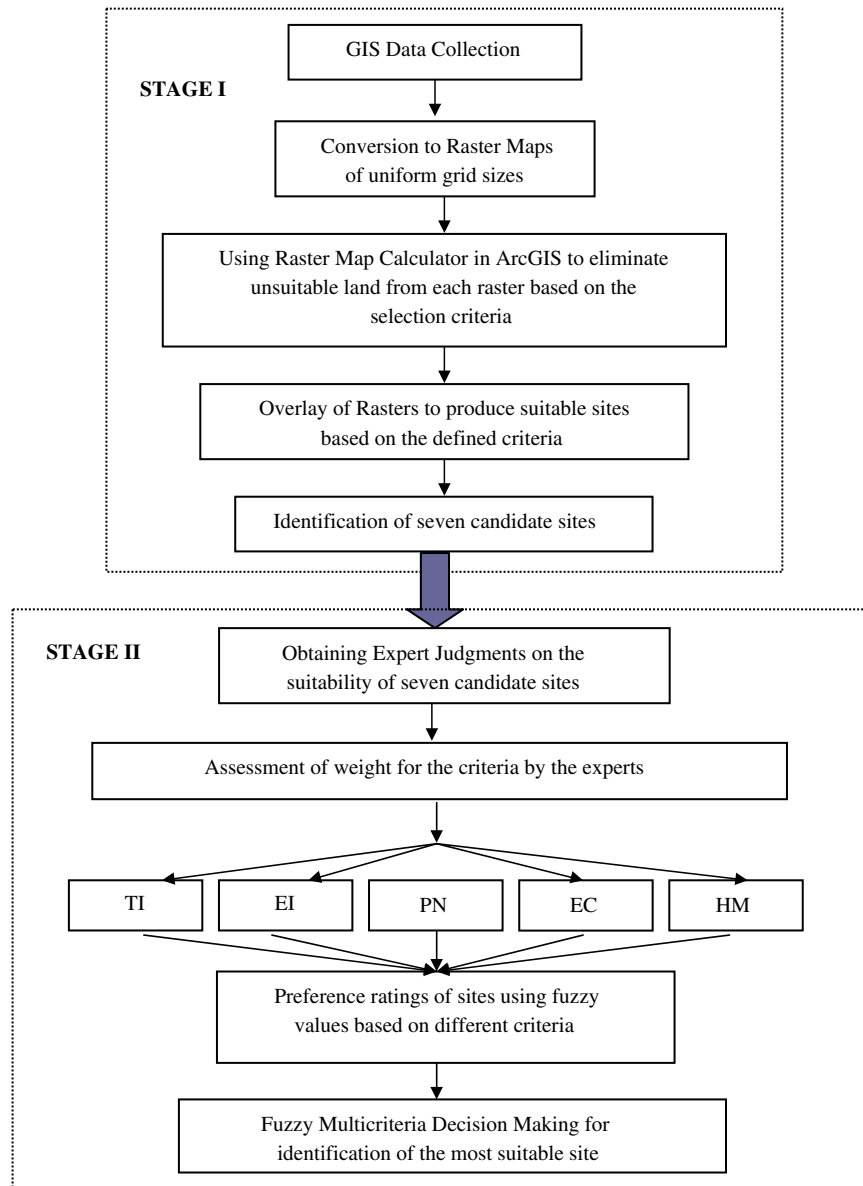 GIS Data Collection
STAGE I
Conversion to Raster Maps
of uniform grid sizes
Using Raster Map Calculator in ArcGIS to eliminate
unsuitable land from each raster based on the
selection criteria
Overlay of Rasters to produce suitable sites
based on the defined criteria
Identification of seven candidate sites
STAGE II
Obtaining Expert Judgments on the
suitability of seven candidate sites
Assessment of weight for the criteria by the experts
TI
EI
PN
EC
HM
Preference ratings of sites using fuzzy
values based on different criteria
Fuzzy Multicriteria Decision Making for
identification of the most suitable site